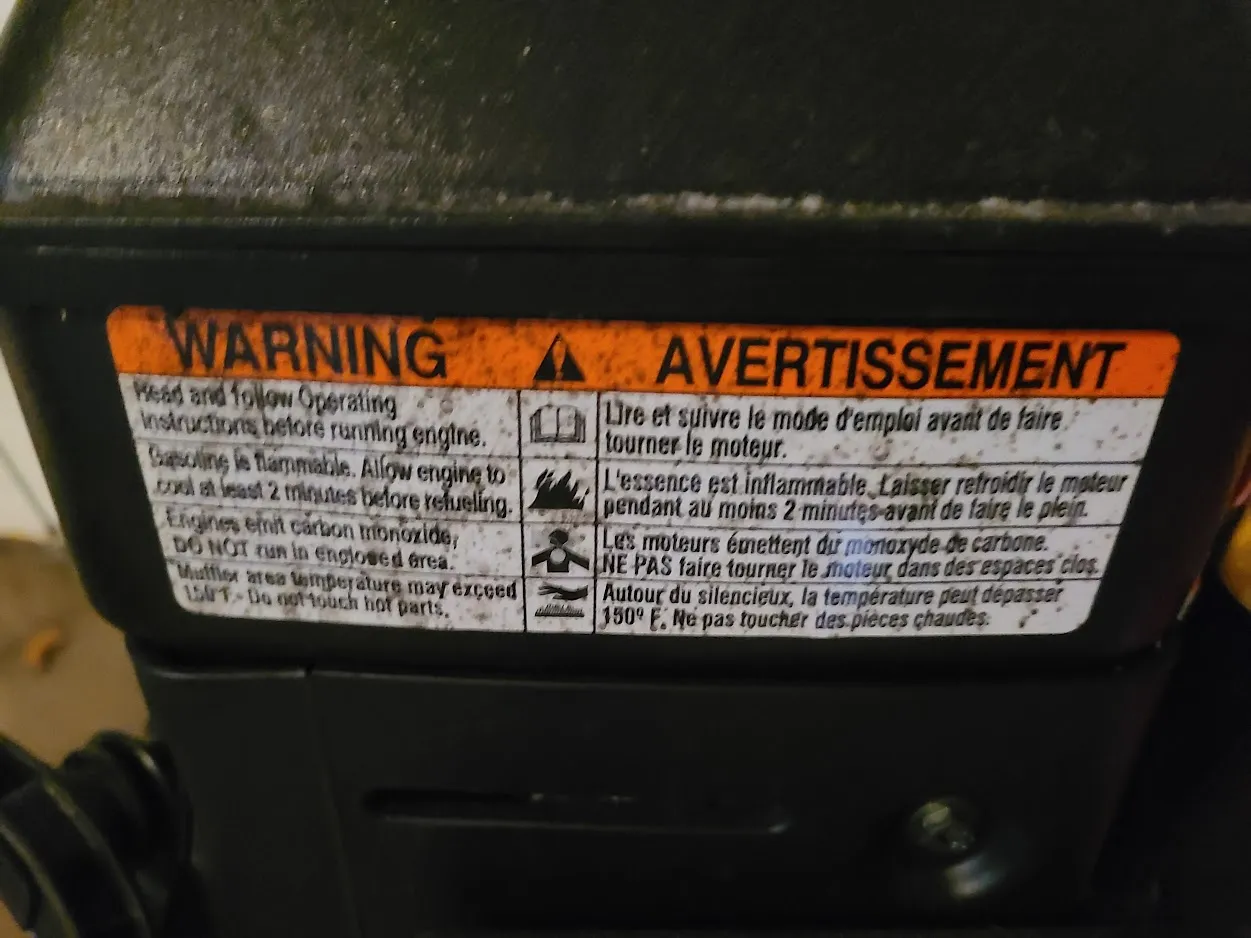 WARNING
AVERTISSEMENT
Read and follow Operating
instructions before running engine.
Lire et suivre le mode d'emploi avant de faire
tourner le moteur.
Gasoline is flammable. Allow engine to
cool at least 2 minutes before refueling.
L'essence est inflammable. Laisser refroidir le moteur
pendant au moins 2 minutes avant de faire le plein.
Engines emit carbon monoxide,
DO NOT run in enclosed area.
Les moteurs émettent du monoxyde de carbone.
NE PAS faire tourner le moteur dans des espaces clos.
Muffler area temperature may exceed
150°F. Do not touch hot parts.
Autour du silencieux, la température peut dépasser
150° F. Ne pas toucher des pièces chaudes.